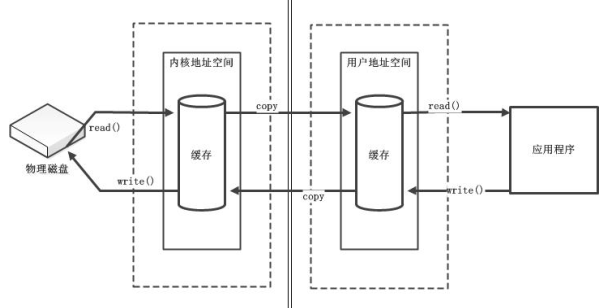 内核地址空间
用户地址空间
copy
read()
read()
缓存
缓存
应用程序
物理磁盘
write()
write()
copy